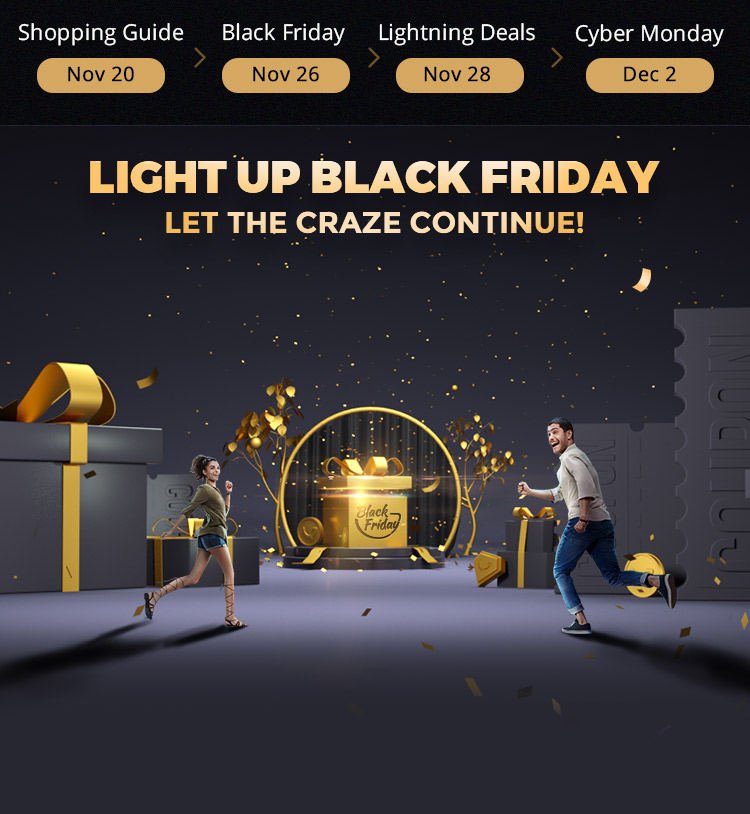 Shopping Guide
Nov 20
Black Friday
Nov 26
Lightning Deals
Nov 28
Cyber Monday
Dec 2
LIGHT UP BLACK FRIDAY
LET THE CRAZE CONTINUE!
Black
Friday